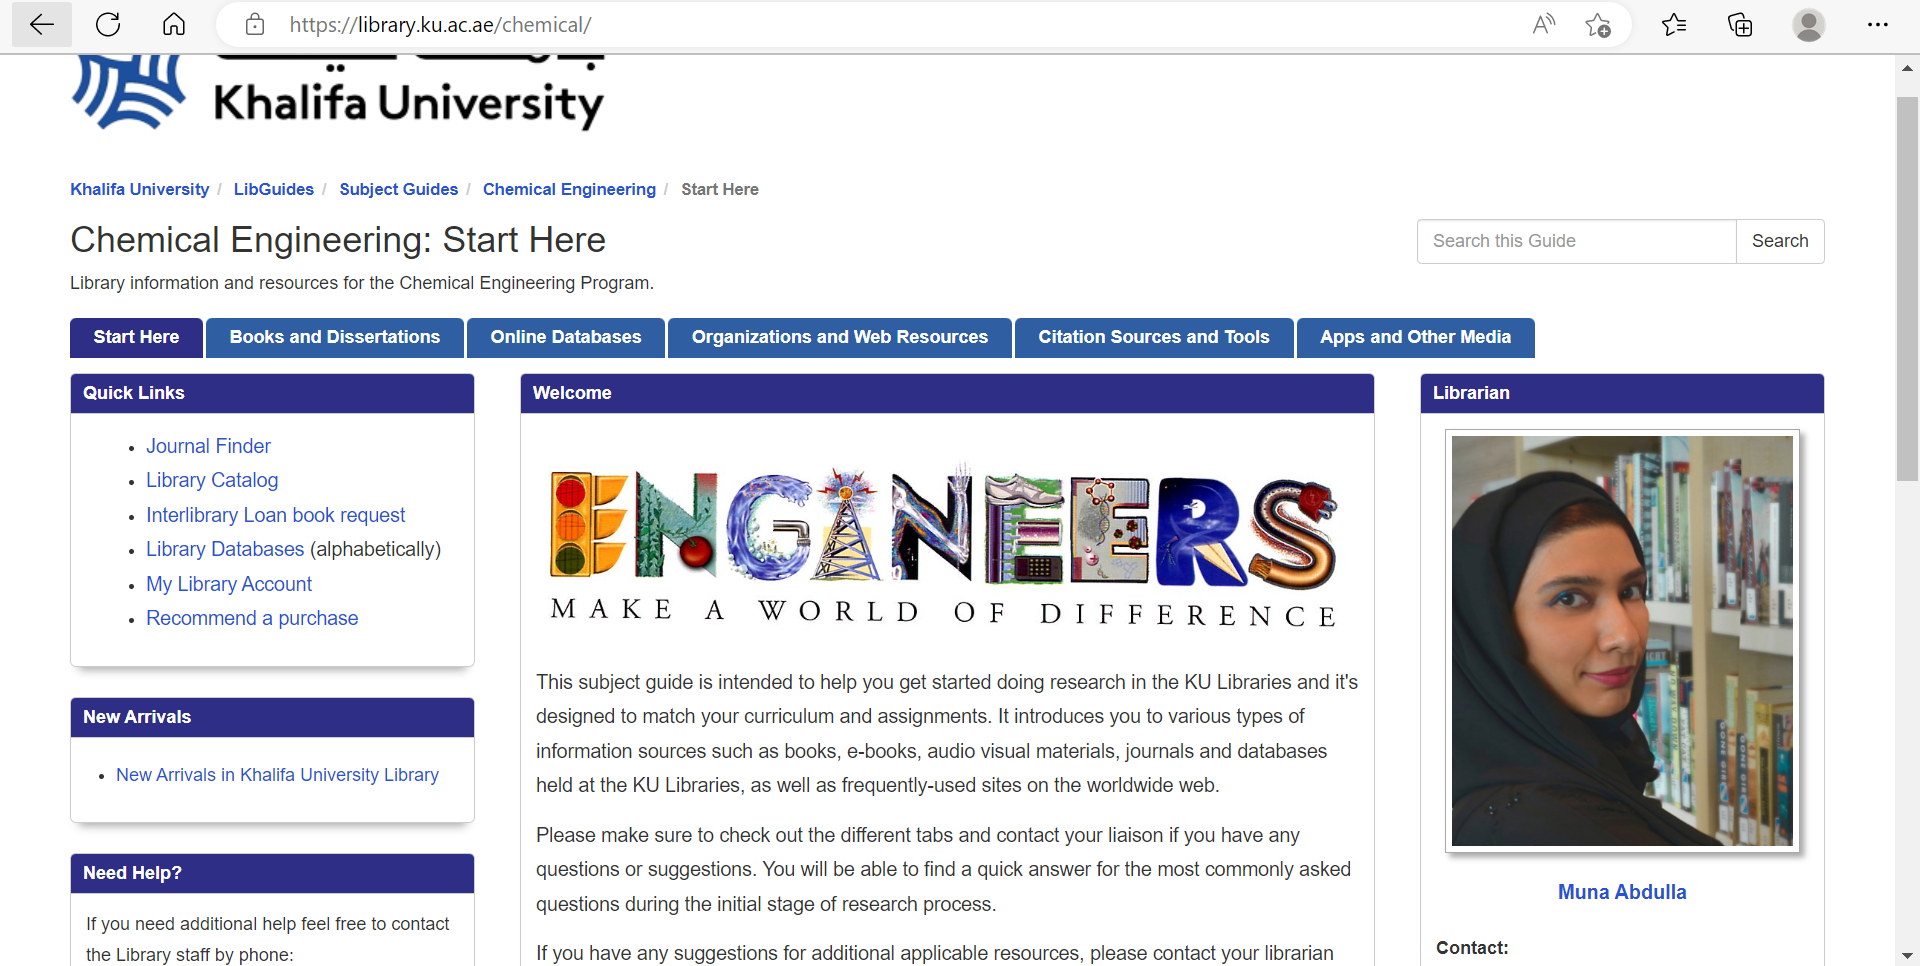 https://library.ku.ac.ae/chemical/
Khalifa University
Khalifa University / LibGuides / Subject Guides / Chemical Engineering / Start Here
Chemical Engineering: Start Here
Search this Guide
Search
Library information and resources for the Chemical Engineering Program.
Start Here
Books and Dissertations
Online Databases
Organizations and Web Resources
Citation Sources and Tools
Apps and Other Media
Quick Links
Journal Finder
Library Catalog
Interlibrary Loan book request
Library Databases (alphabetically)
My Library Account
Recommend a purchase
New Arrivals
New Arrivals in Khalifa University Library
Need Help?
If you need additional help feel free to contact
the Library staff by phone:
Welcome
ENGINEERS
MAKE A WORLD OF DIFFERENCE
This subject guide is intended to help you get started doing research in the KU Libraries and it's
designed to match your curriculum and assignments. It introduces you to various types of
information sources such as books, e-books, audio visual materials, journals and databases
held at the KU Libraries, as well as frequently-used sites on the worldwide web.
Please make sure to check out the different tabs and contact your liaison if you have any
questions or suggestions. You will be able to find a quick answer for the most commonly asked
questions during the initial stage of research process.
If you have any suggestions for additional applicable resources, please contact your librarian
Librarian
GONE GIRL
GONE GIRL
Muna Abdulla
Contact: